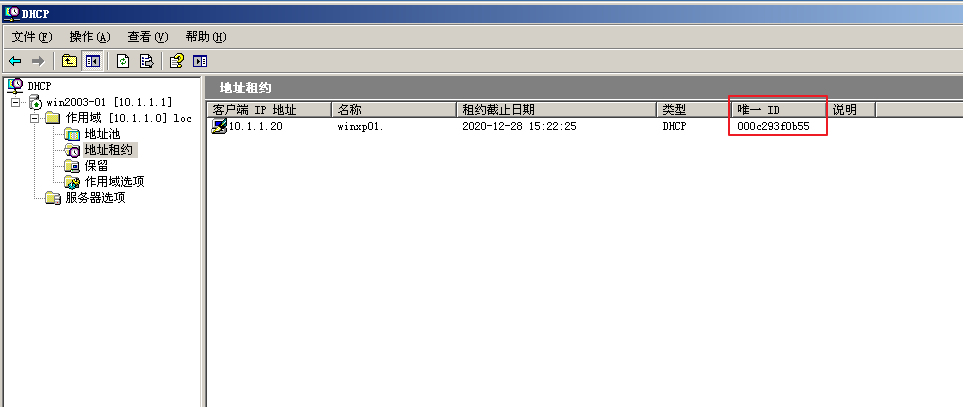 DHCP
文件(F) 操作(A) 查看(V) 帮助(H)
DHCP
win2003-01 [10.1.1.1]
作用域 [10.1.1.0] loc
地址池
地址租约
保留
作用域选项
服务器选项
地址租约
客户端 IP 地址 名称 租约截止日期 类型 唯一 ID 说明
10.1.1.20 winxp01. 2020-12-28 15:22:25 DHCP 000c293f0b55